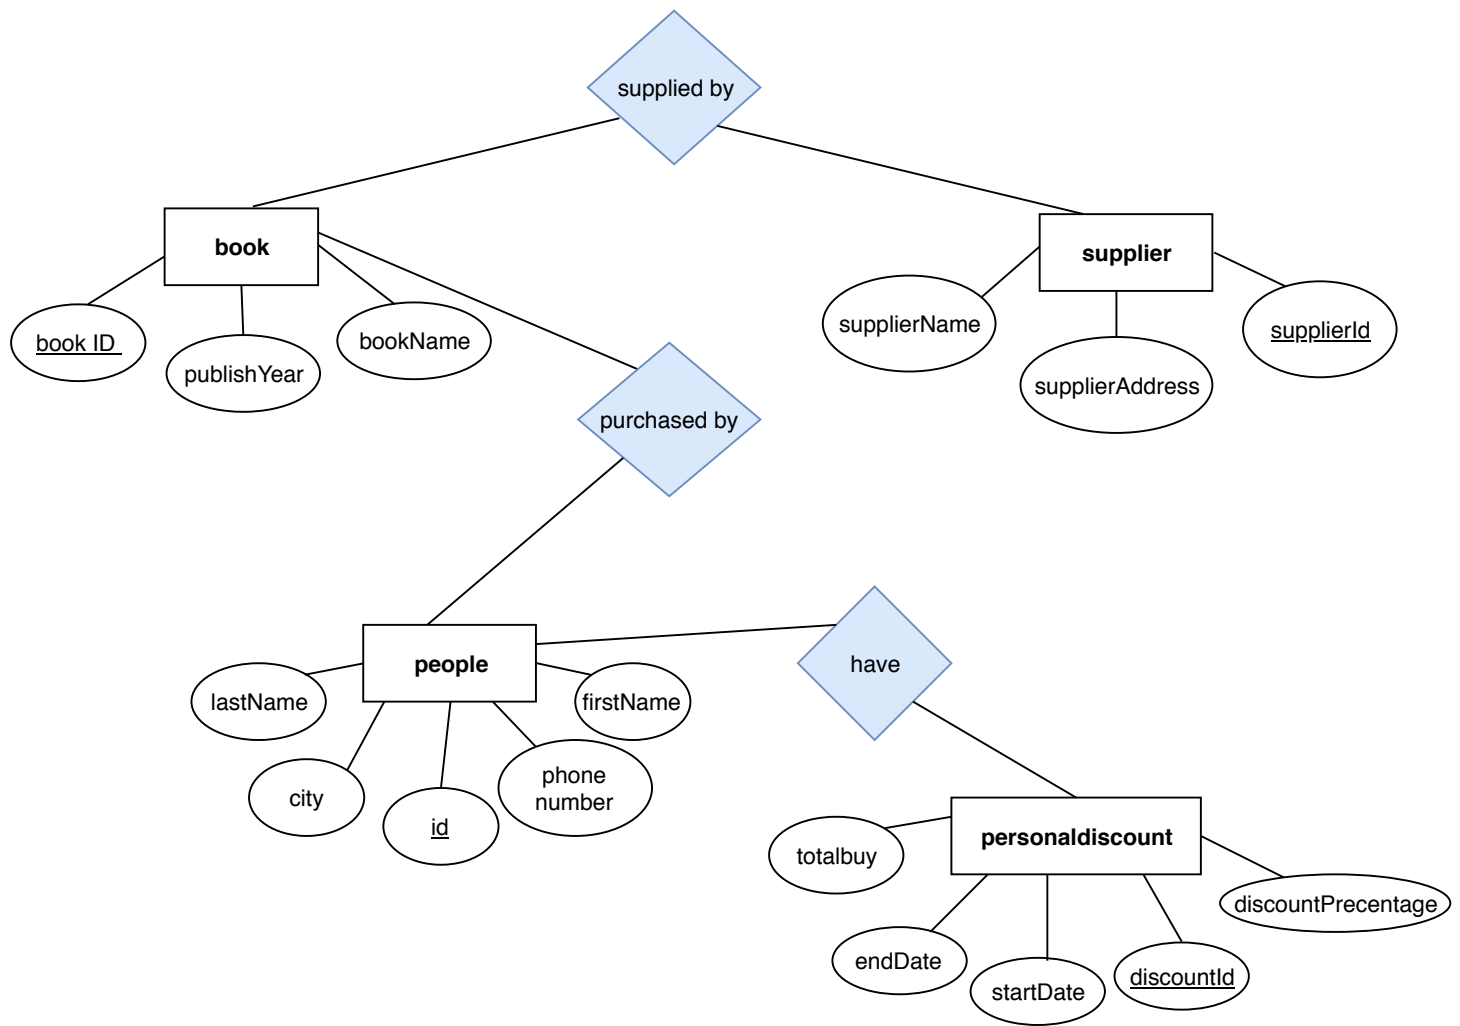 supplied by
book
supplier
book ID
publishYear
bookName
supplierName
supplierAddress
supplierId
purchased by
people
have
lastName
firstName
city
id
phone
number
personaldiscount
totalbuy
discountPrecentage
endDate
startDate
discountId